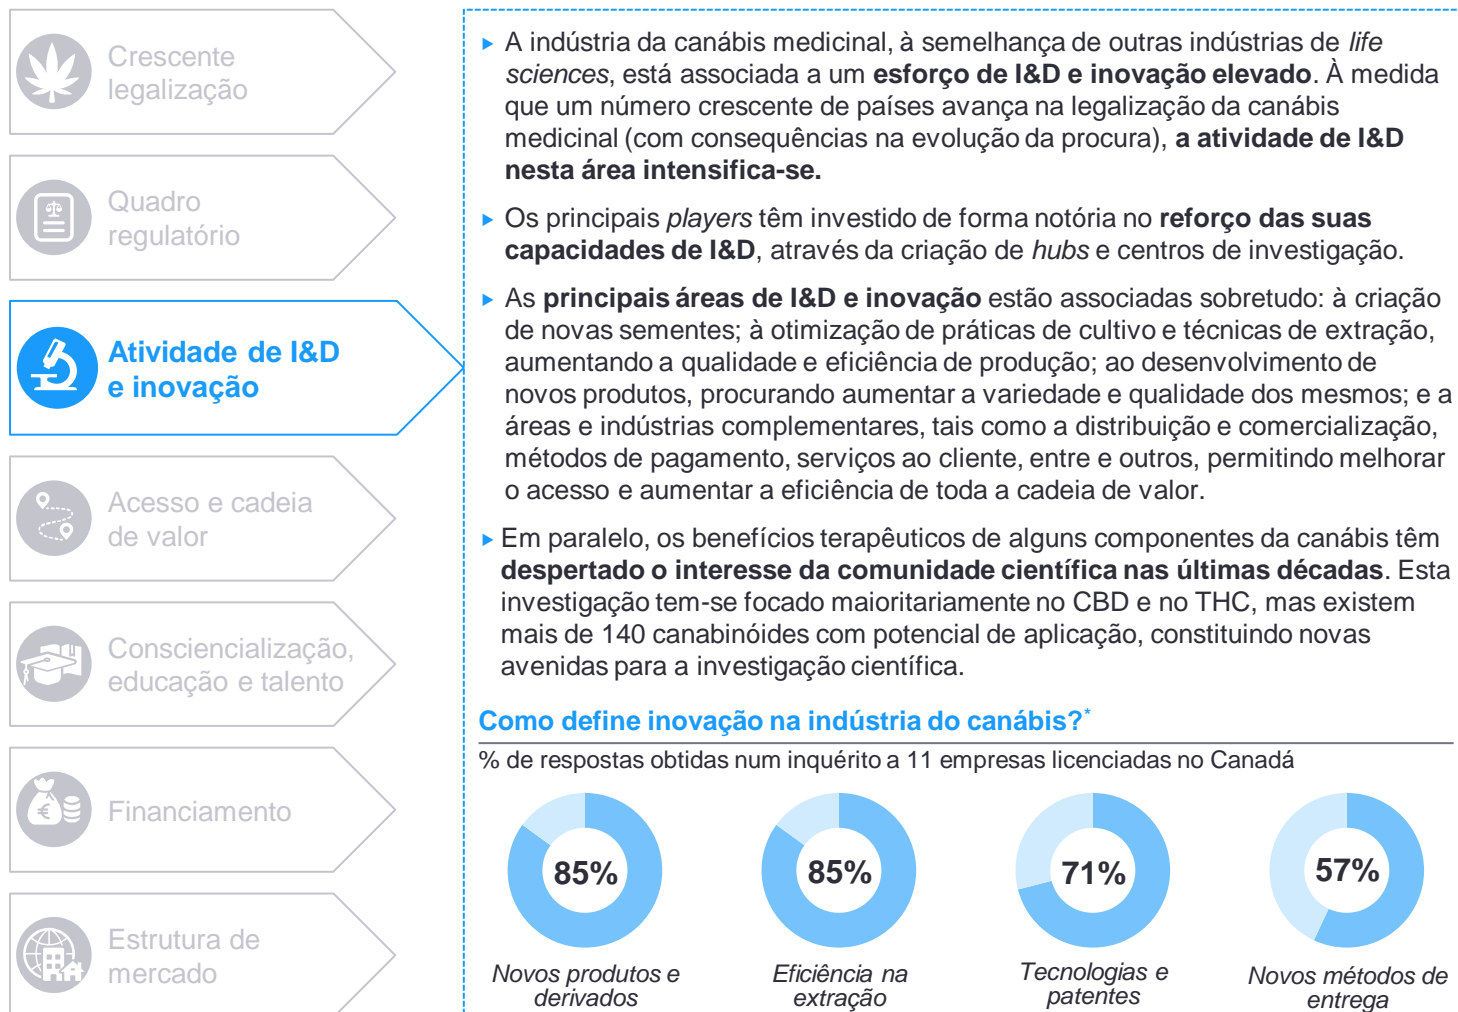 Crescente
legalização
Quadro
regulatório
Atividade de I&D
e inovação
Acesso e cadeia
de valor
Consciencialização,
educação e talento
Financiamento
Estrutura de
mercado
A indústria da canábis medicinal, à semelhança de outras indústrias de life
sciences, está associada a um esforço de I&D e inovação elevado. À medida
que um número crescente de países avança na legalização da canábis
medicinal (com consequências na evolução da procura), a atividade de I&D
nesta área intensifica-se.
Os principais players têm investido de forma notória no reforço das suas
capacidades de I&D, através da criação de hubs e centros de investigação.
As principais áreas de I&D e inovação estão associadas sobretudo: à criação
de novas sementes; à otimização de práticas de cultivo e técnicas de extração,
aumentando a qualidade e eficiência de produção; ao desenvolvimento de
novos produtos, procurando aumentar a variedade e qualidade dos mesmos; e a
áreas e indústrias complementares, tais como a distribuição e comercialização,
métodos de pagamento, serviços ao cliente, entre e outros, permitindo melhorar
o acesso e aumentar a eficiência de toda a cadeia de valor.
Em paralelo, os benefícios terapêuticos de alguns componentes da canábis têm
despertado o interesse da comunidade científica nas últimas décadas. Esta
investigação tem-se focado maioritariamente no CBD e no THC, mas existem
mais de 140 canabinóides com potencial de aplicação, constituindo novas
avenidas para a investigação científica.
Como define inovação na indústria do canábis?*
% de respostas obtidas num inquérito a 11 empresas licenciadas no Canadá
85%
Novos produtos e
derivados
85%
Eficiência na
extração
71%
Tecnologias e
patentes
57%
Novos métodos de
entrega